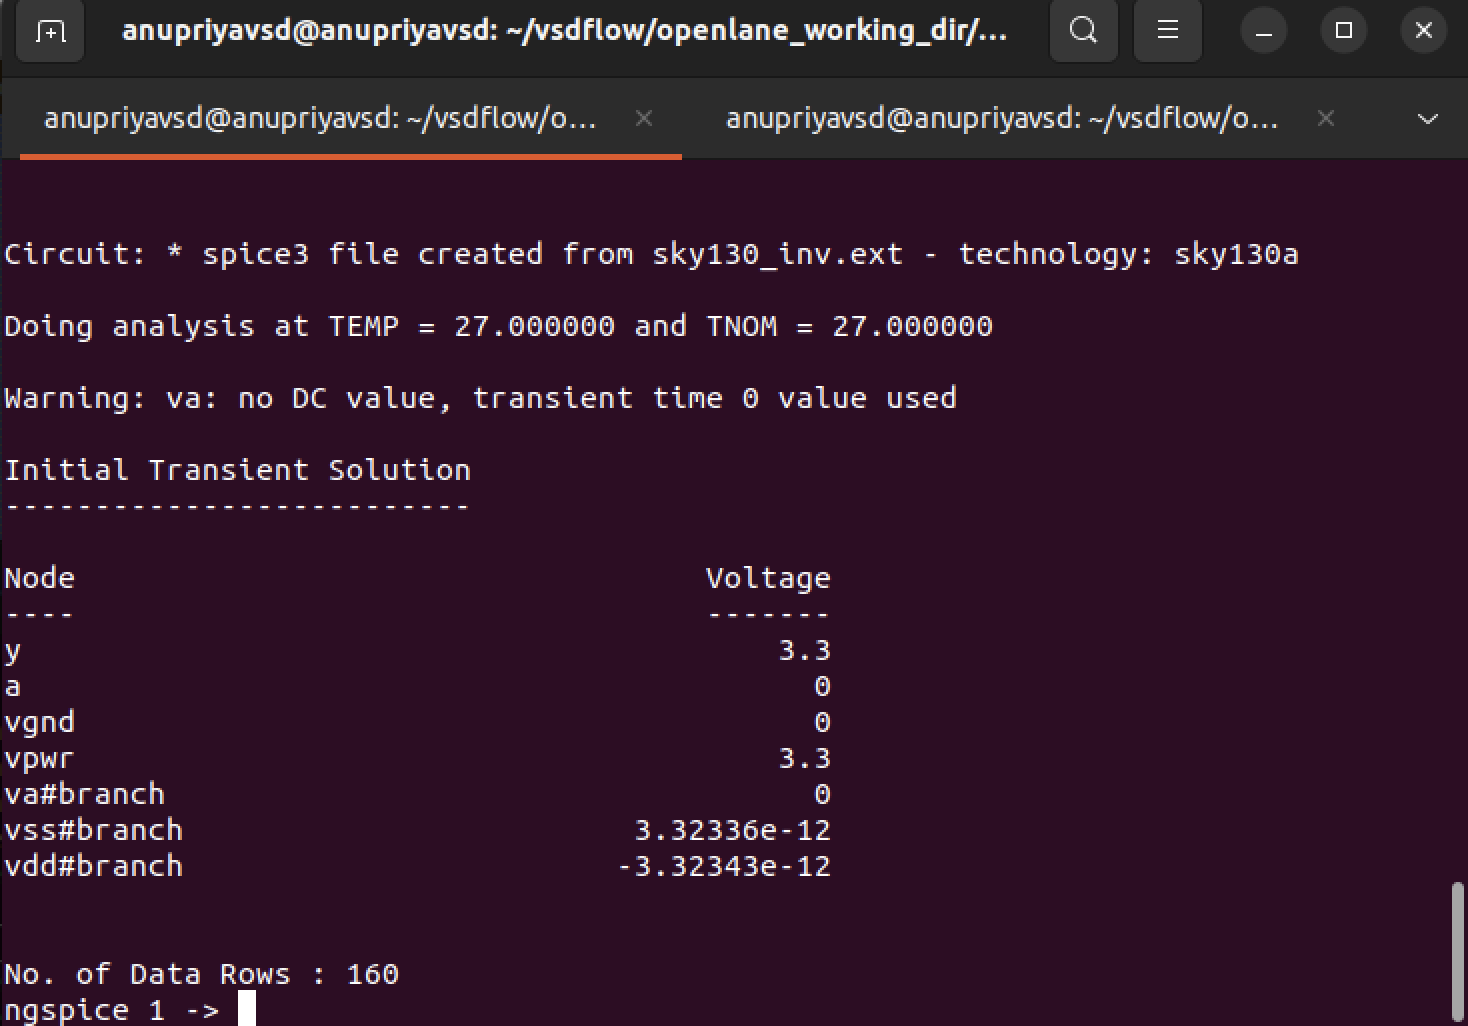 anupriyavsd@anupriyavsd: ~/vsdflow/openlane_working_dir/...
anupriyavsd@anupriyavsd: ~/vsdflow/o...
anupriyavsd@anupriyavsd: ~/vsdflow/o...
Circuit: * spice3 file created from sky130_inv.ext - technology: sky130a
Doing analysis at TEMP = 27.000000 and TNOM = 27.000000
Warning: va: no DC value, transient time 0 value used
Initial Transient Solution
--------------------------
Node Voltage
---- -------
y 3.3
a 0
vgnd 0
vpwr 3.3
va#branch 0
vss#branch 3.32336e-12
vdd#branch -3.32343e-12
No. of Data Rows : 160
ngspice 1 ->